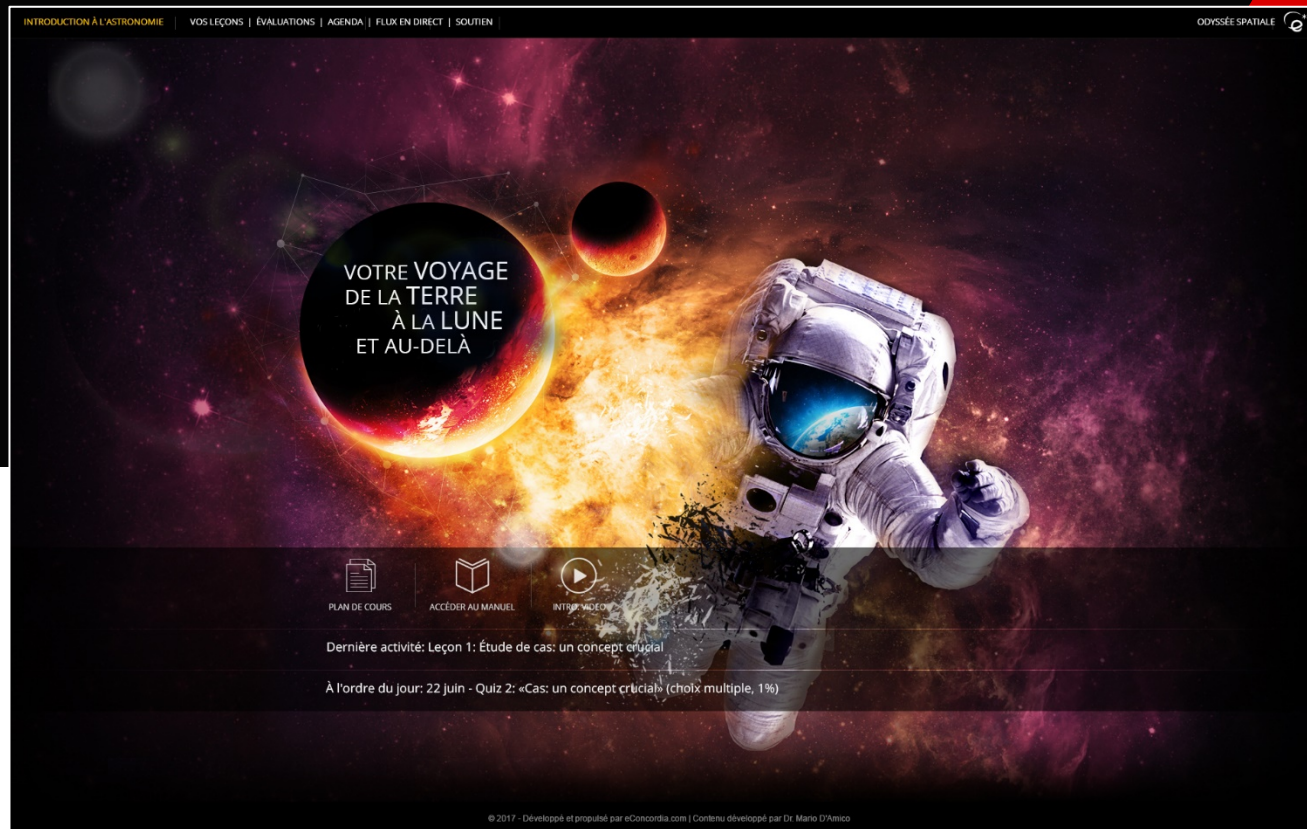 INTRODUCTION À L'ASTRONOMIE
VOS LEÇONS | ÉVALUATIONS | AGENDA | FLUX EN DIRECT | SOUTIEN
ODYSSÉE SPATIALE
VOTRE VOYAGE
DE LA TERRE
À LA LUNE
ET AU-DELÀ
PLAN DE COURS
ACCÉDER AU MANUEL
INTRO. VIDEO
Dernière activité: Leçon 1: Étude de cas: un concept crucial
À l'ordre du jour: 22 juin - Quiz 2: «Cas: un concept crucial» (choix multiple, 1%)
© 2017 - Développé et propulsé par eConcordia.com | Contenu développé par Dr. Mario D'Amico